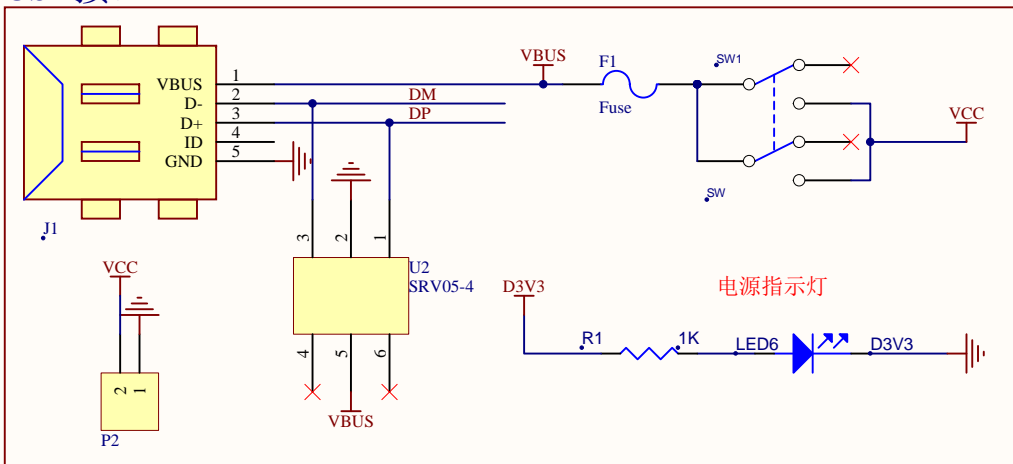 VBUS 1
D- 2
D+ 3
ID 4
GND 5
J1
DM
DP
VBUS
F1
Fuse
SW1
SW
VCC
3 2 1
U2
SRV05-4
4 5 6
VBUS
VCC
2 1
P2
D3V3
电源指示灯
R1 1K LED6 D3V3